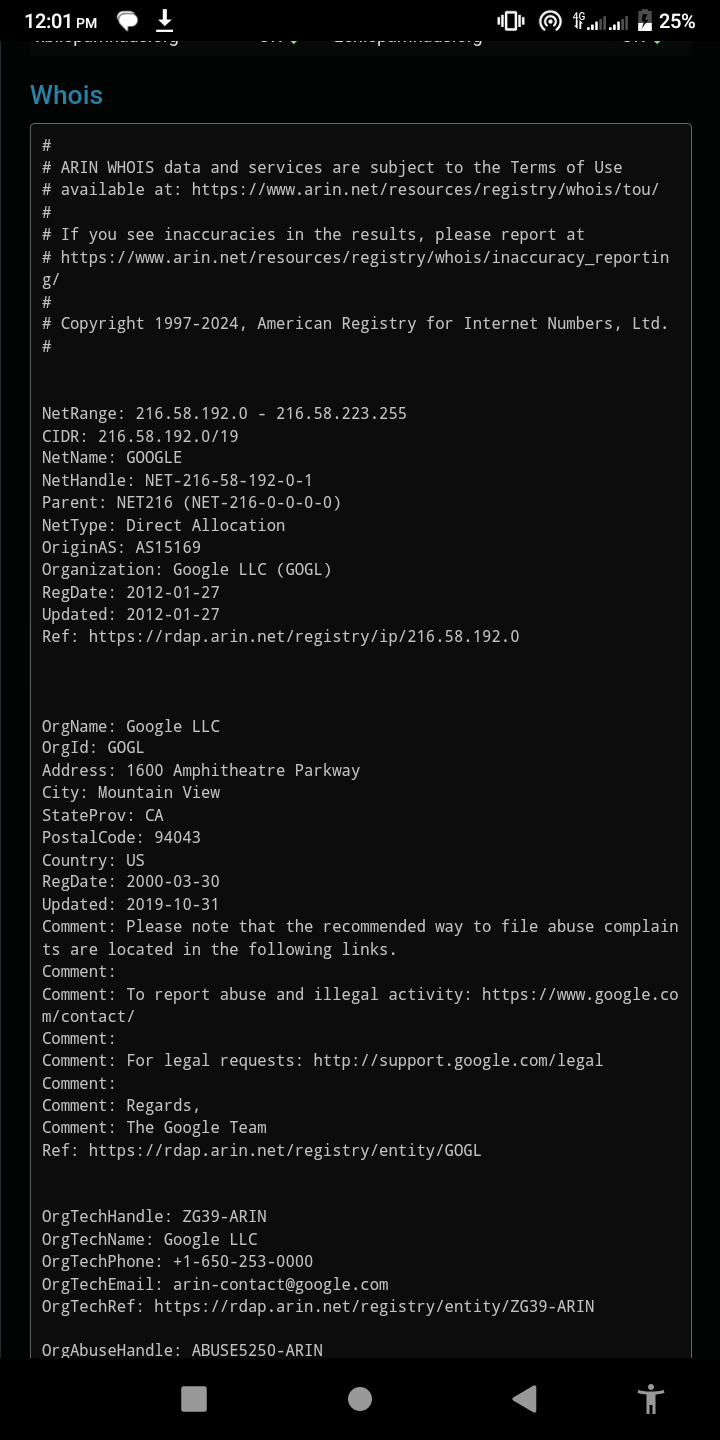 12:01 PM
4G
25%
Whois
#
# ARIN WHOIS data and services are subject to the Terms of Use
# available at: https://www.arin.net/resources/registry/whois/tou/
#
# If you see inaccuracies in the results, please report at
# https://www.arin.net/resources/registry/whois/inaccuracy_reportin
g/
#
# Copyright 1997-2024, American Registry for Internet Numbers, Ltd.
#
NetRange: 216.58.192.0 - 216.58.223.255
CIDR: 216.58.192.0/19
NetName: GOOGLE
NetHandle: NET-216-58-192-0-1
Parent: NET216 (NET-216-0-0-0-0)
NetType: Direct Allocation
OriginAS: AS15169
Organization: Google LLC (GOGL)
RegDate: 2012-01-27
Updated: 2012-01-27
Ref: https://rdap.arin.net/registry/ip/216.58.192.0
OrgName: Google LLC
OrgId: GOGL
Address: 1600 Amphitheatre Parkway
City: Mountain View
StateProv: CA
PostalCode: 94043
Country: US
RegDate: 2000-03-30
Updated: 2019-10-31
Comment: Please note that the recommended way to file abuse complain
ts are located in the following links.
Comment:
Comment: To report abuse and illegal activity: https://www.google.co
m/contact/
Comment:
Comment: For legal requests: http://support.google.com/legal
Comment:
Comment: Regards,
Comment: The Google Team
Ref: https://rdap.arin.net/registry/entity/GOGL
OrgTechHandle: ZG39-ARIN
OrgTechName: Google LLC
OrgTechPhone: +1-650-253-0000
OrgTechEmail: arin-contact@google.com
OrgTechRef: https://rdap.arin.net/registry/entity/ZG39-ARIN
OrgAbuseHandle: ABUSE5250-ARIN